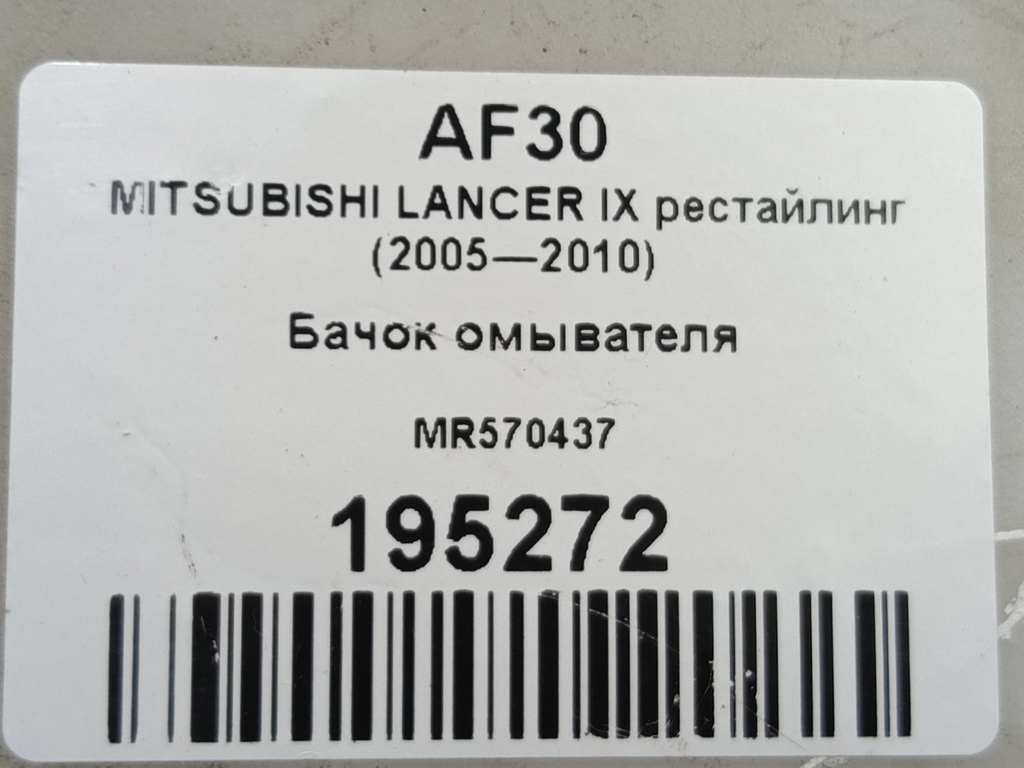 AF30
MITSUBISHI LANCER IX рестайлинг
(2005—2010)
Бачок омывателя
MR570437
195272